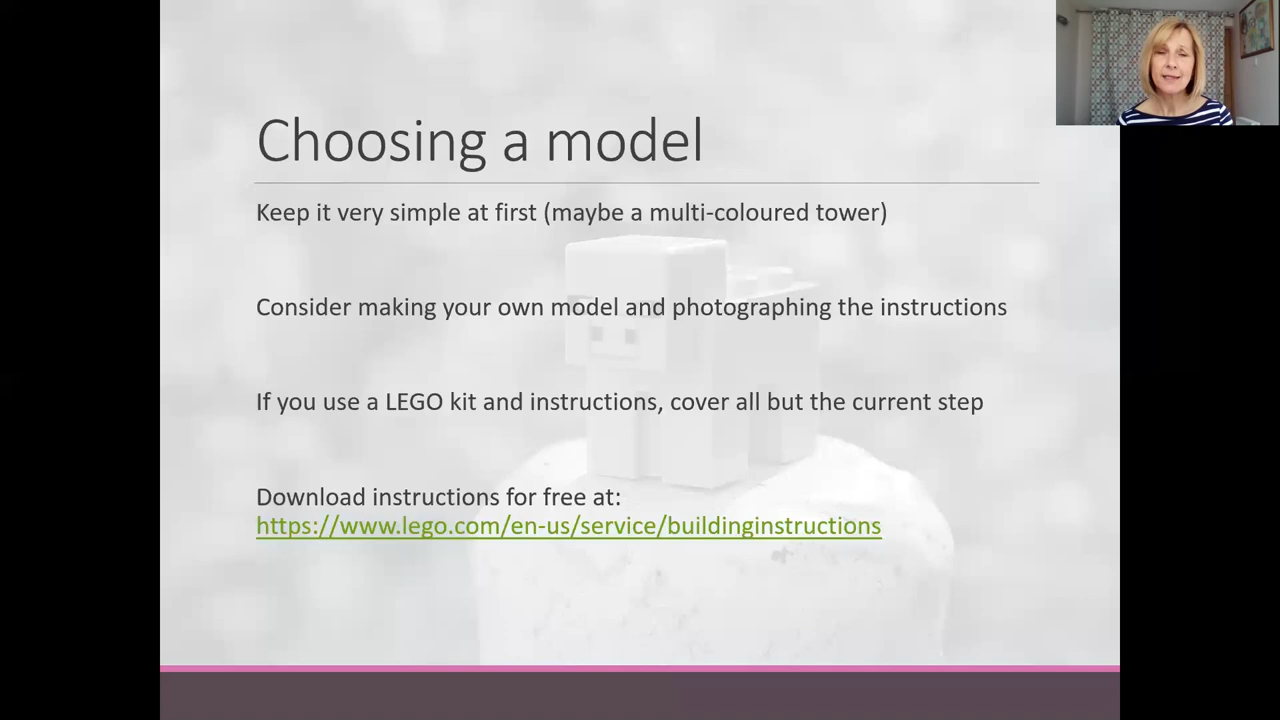 Choosing a model
Keep it very simple at first (maybe a multi-coloured tower)
Consider making your own model and photographing the instructions
If you use a LEGO kit and instructions, cover all but the current step
Download instructions for free at:
https://www.lego.com/en-us/service/buildinginstructions